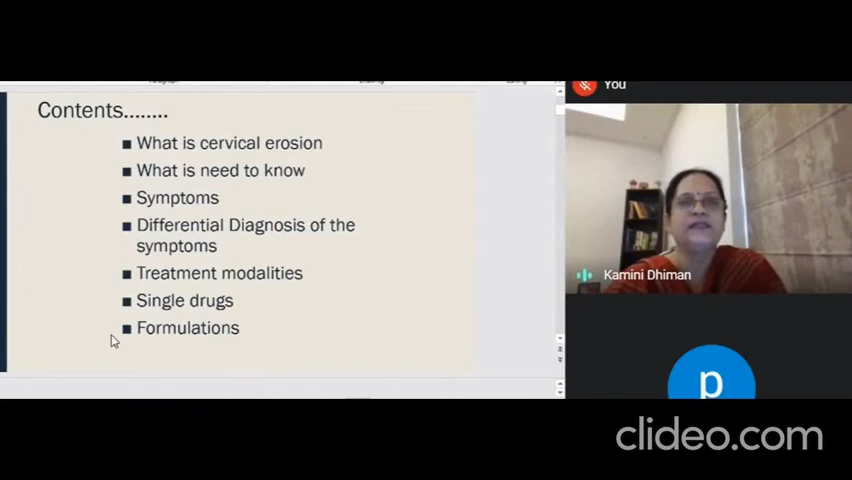 Contents........
■ What is cervical erosion
■ What is need to know
■ Symptoms
■ Differential Diagnosis of the
symptoms
■ Treatment modalities
■ Single drugs
■ Formulations
You
Kamini Dhiman
p
clideo.com